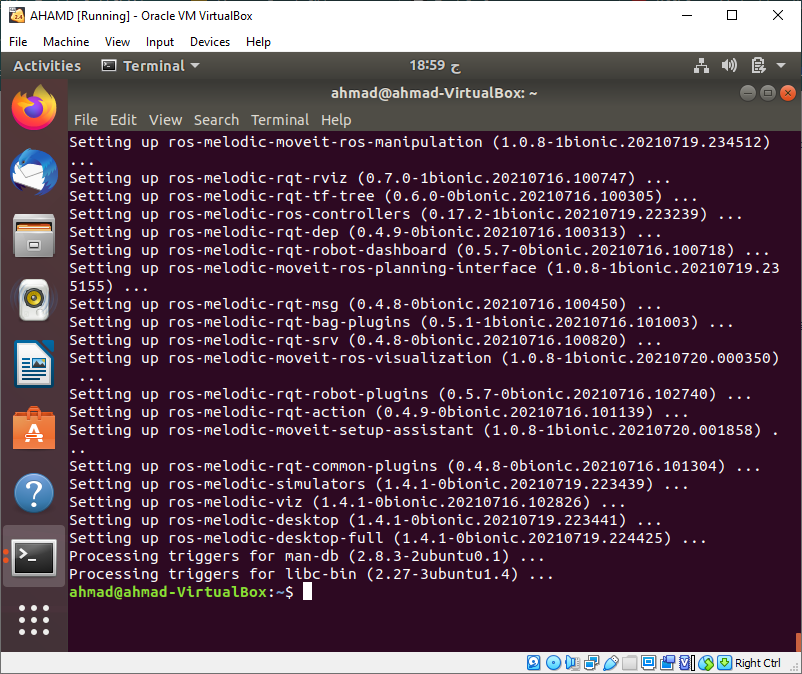 AHAMD [Running] - Oracle VM VirtualBox
File Machine View Input Devices Help
Activities Terminal 18:59 ح
ahmad@ahmad-VirtualBox: ~
File Edit View Search Terminal Help
Setting up ros-melodic-moveit-ros-manipulation (1.0.8-1bionic.20210719.234512)
...
Setting up ros-melodic-rqt-rviz (0.7.0-1bionic.20210716.100747) ...
Setting up ros-melodic-rqt-tf-tree (0.6.0-0bionic.20210716.100305) ...
Setting up ros-melodic-ros-controllers (0.17.2-1bionic.20210719.223239) ...
Setting up ros-melodic-rqt-dep (0.4.9-0bionic.20210716.100313) ...
Setting up ros-melodic-rqt-robot-dashboard (0.5.7-0bionic.20210716.100718) ...
Setting up ros-melodic-moveit-ros-planning-interface (1.0.8-1bionic.20210719.23
5155) ...
Setting up ros-melodic-rqt-msg (0.4.8-0bionic.20210716.100450) ...
Setting up ros-melodic-rqt-bag-plugins (0.5.1-1bionic.20210716.101003) ...
Setting up ros-melodic-rqt-srv (0.4.8-0bionic.20210716.100820) ...
Setting up ros-melodic-moveit-ros-visualization (1.0.8-1bionic.20210720.000350)
 ...
Setting up ros-melodic-rqt-robot-plugins (0.5.7-0bionic.20210716.102740) ...
Setting up ros-melodic-rqt-action (0.4.9-0bionic.20210716.101139) ...
Setting up ros-melodic-moveit-setup-assistant (1.0.8-1bionic.20210720.001858) .
..
Setting up ros-melodic-rqt-common-plugins (0.4.8-0bionic.20210716.101304) ...
Setting up ros-melodic-simulators (1.4.1-0bionic.20210719.223439) ...
Setting up ros-melodic-viz (1.4.1-0bionic.20210716.102826) ...
Setting up ros-melodic-desktop (1.4.1-0bionic.20210719.223441) ...
Setting up ros-melodic-desktop-full (1.4.1-0bionic.20210719.224425) ...
Processing triggers for man-db (2.8.3-2ubuntu0.1) ...
Processing triggers for libc-bin (2.27-3ubuntu1.4) ...
ahmad@ahmad-VirtualBox:~$
Right Ctrl